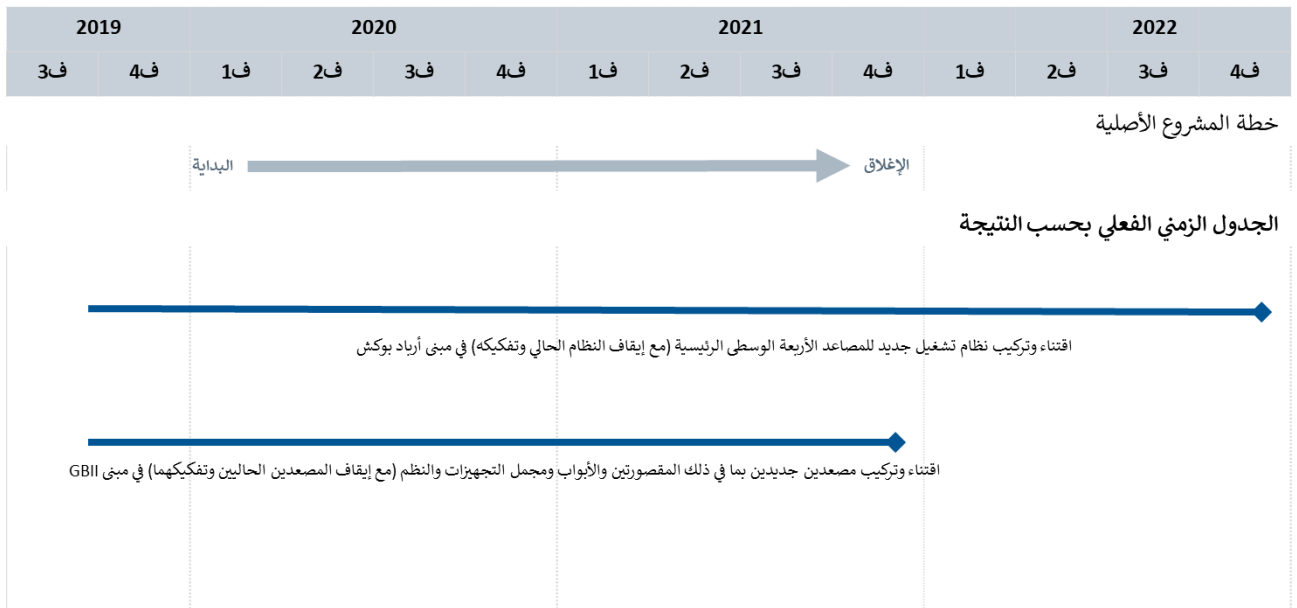 2019 2020 2021 2022
ف3 ف4 ف1 ف2 ف3 ف4 ف1 ف2 ف3 ف4 ف1 ف2 ف3 ف4
خطة المشروع الأصلية
البداية
الإغلاق
الجدول الزمني الفعلي بحسب النتيجة
اقتناء وتركيب نظام تشغيل جديد للمصاعد الأربعة الوسطى الرئيسية (مع إيقاف النظام الحالي وتفكيكه) في مبنى أرباد بوكش
اقتناء وتركيب مصعدين جديدين بما في ذلك المقصورتين والأبواب ومجمل التجهيزات والنظم (مع إيقاف المصعدين الحاليين وتفكيكهما) في مبنى GBII